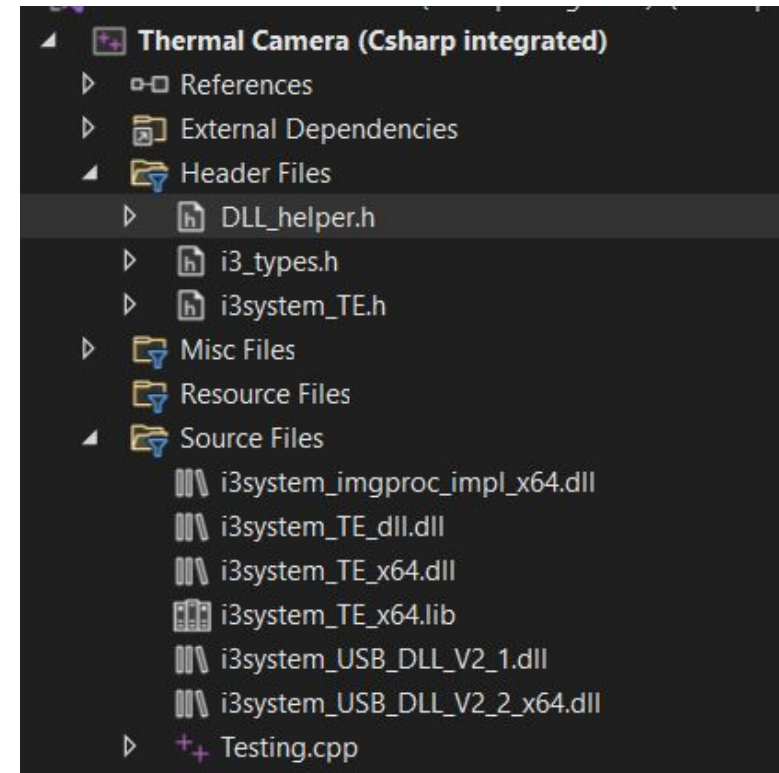 Thermal Camera (Csharp integrated)
References
External Dependencies
Header Files
DLL_helper.h
i3_types.h
i3system_TE.h
Misc Files
Resource Files
Source Files
i3system_imgproc_impl_x64.dll
i3system_TE_dll.dll
i3system_TE_x64.dll
i3system_TE_x64.lib
i3system_USB_DLL_V2_1.dll
i3system_USB_DLL_V2_2_x64.dll
Testing.cpp